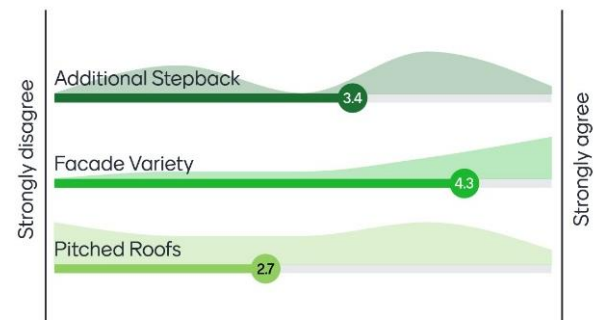 Strongly disagree
Additional Stepback
3.4
Facade Variety
4.3
Pitched Roofs
2.7
Strongly agree